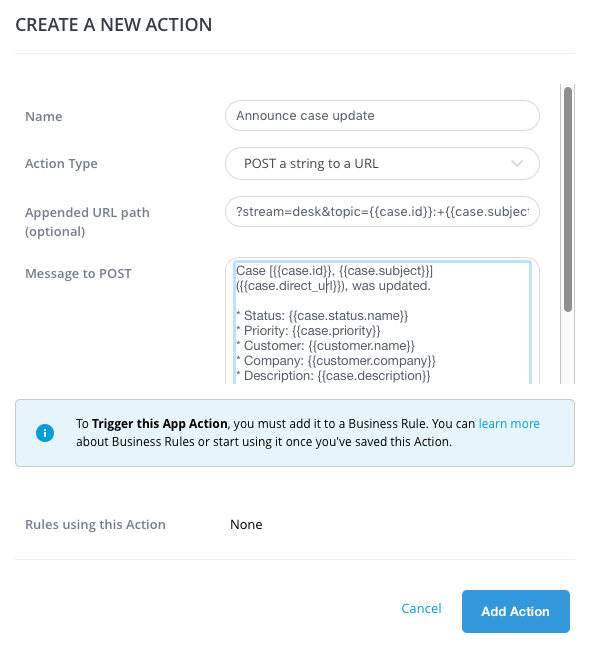 CREATE A NEW ACTION
Name
Announce case update
Action Type
POST a string to a URL
Appended URL path
(optional)
?stream=desk&topic={{case.id}}:+{{case.subject
Message to POST
Case [{{case.id}}, {{case.subject}}]
({{case.direct_url}}), was updated.
* Status: {{case.status.name}}
* Priority: {{case.priority}}
* Customer: {{customer.name}}
* Company: {{customer.company}}
* Description: {{case.description}}
To Trigger this App Action, you must add it to a Business Rule. You can learn more
about Business Rules or start using it once you've saved this Action.
Rules using this Action
None
Cancel
Add Action